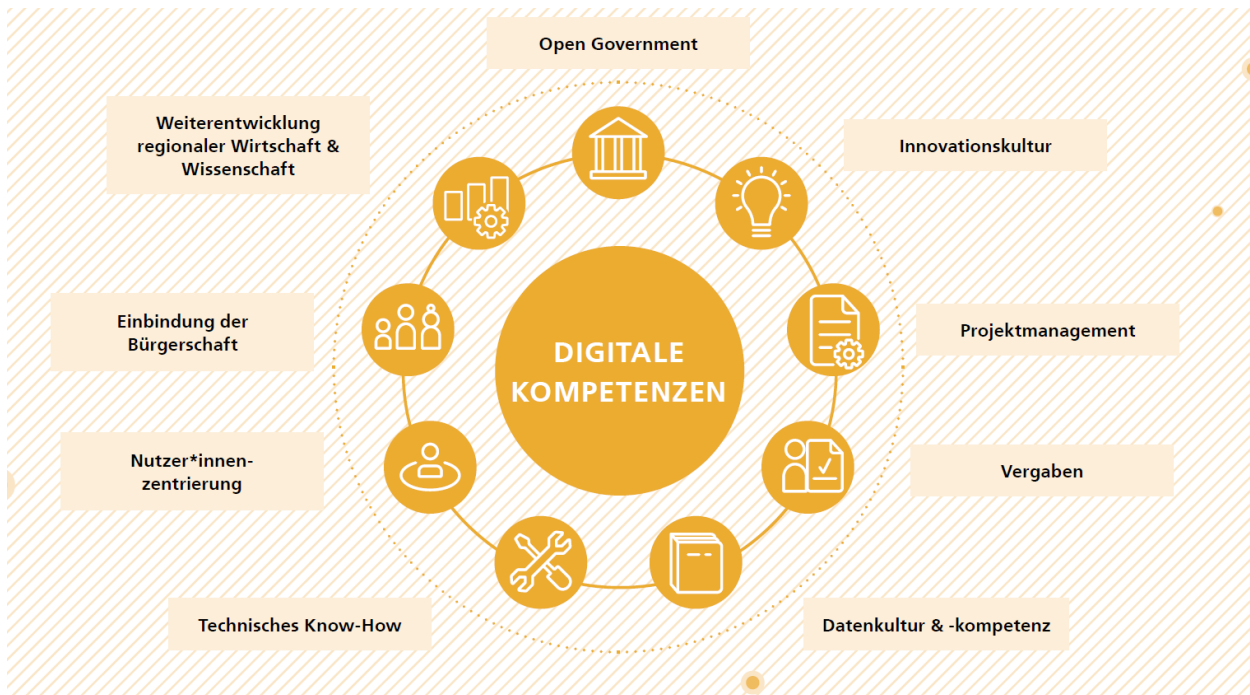 Open Government
Weiterentwicklung
regionaler Wirtschaft &
Wissenschaft
Innovationskultur
Einbindung der
Bürgerschaft
Projektmanagement
DIGITALE
KOMPETENZEN
Nutzer*innen-
zentrierung
Vergaben
Technisches Know-How
Datenkultur & -kompetenz